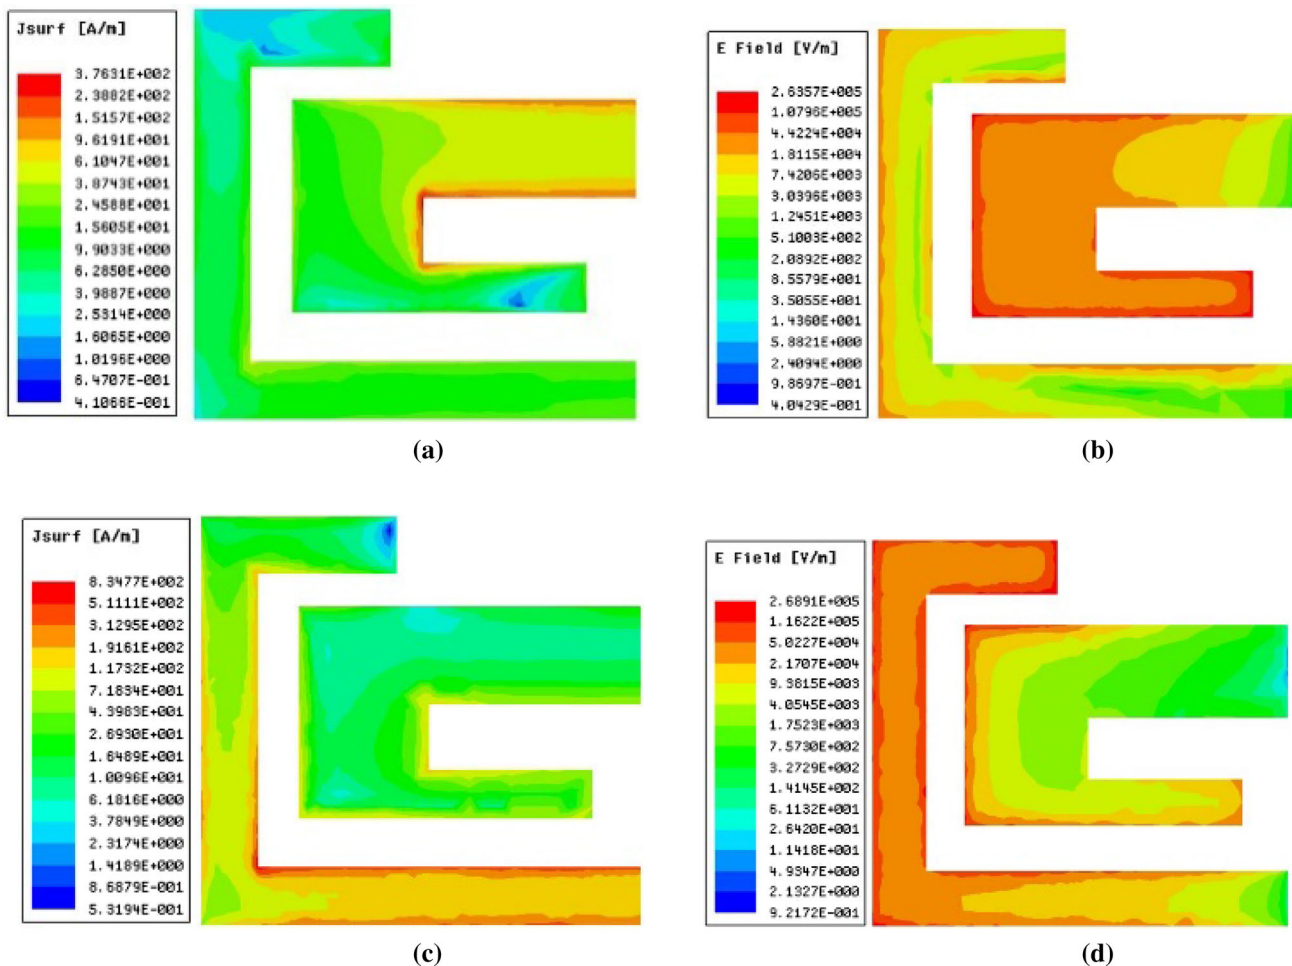 Jsurf [A/m]
3.7631E+002
2.3882E+002
1.5157E+002
9.6191E+001
6.1047E+001
3.8743E+001
2.4588E+001
1.5605E+001
9.9033E+000
6.2850E+000
3.9887E+000
2.5314E+000
1.6065E+000
1.0196E+000
6.4707E-001
4.1066E-001
(a)
E Field [V/m]
2.6357E+005
1.0796E+005
4.4224E+004
1.8115E+004
7.4206E+003
3.0396E+003
1.2451E+003
5.1003E+002
2.0892E+002
8.5579E+001
3.5055E+001
1.4360E+001
5.8821E+000
2.4094E+000
9.8697E-001
4.0429E-001
(b)
Jsurf [A/m]
8.3477E+002
5.1111E+002
3.1295E+002
1.9161E+002
1.1732E+002
7.1834E+001
4.3983E+001
2.6930E+001
1.6489E+001
1.0096E+001
6.1816E+000
3.7849E+000
2.3174E+000
1.4189E+000
8.6879E-001
5.3194E-001
(c)
E Field [V/m]
2.6891E+005
1.1622E+005
5.0227E+004
2.1707E+004
9.3815E+003
4.0545E+003
1.7523E+003
7.5730E+002
3.2729E+002
1.4145E+002
6.1132E+001
2.6420E+001
1.1418E+001
4.9347E+000
2.1327E+000
9.2172E-001
(d)